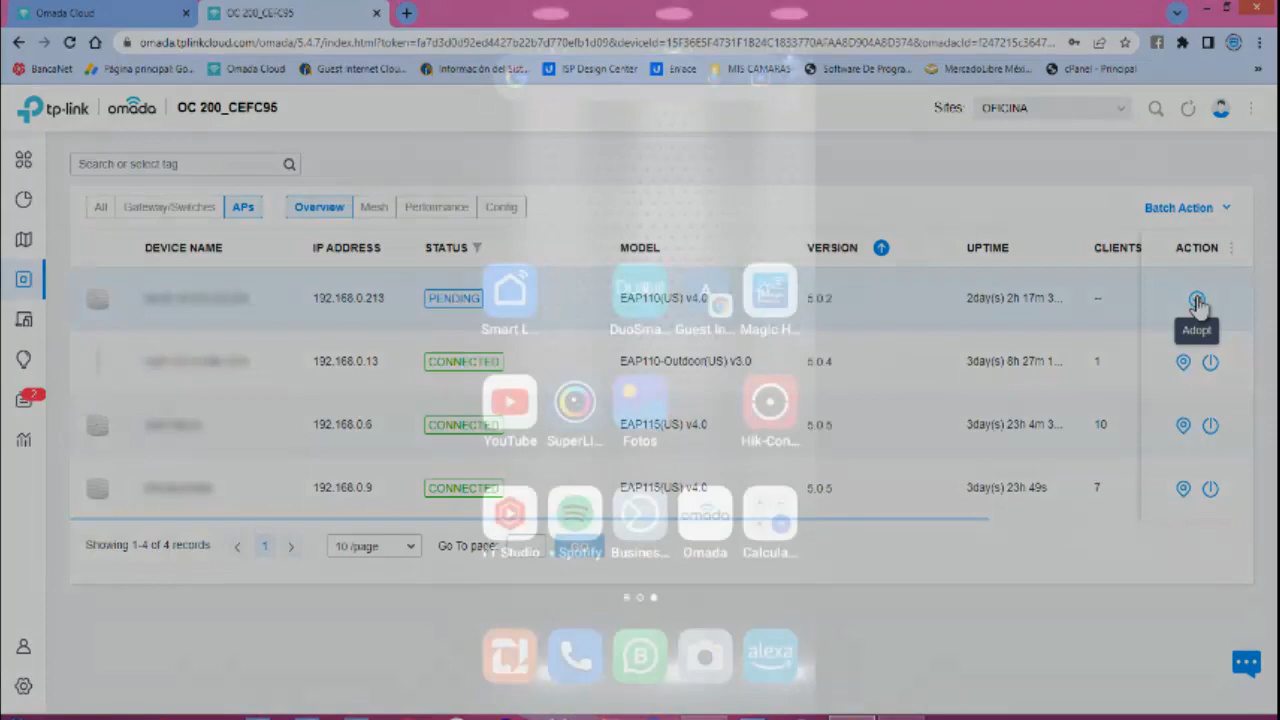 Omada Cloud
OC 200_CEFC95
omada.tplinkcloud.com/omada/5.4.7/index.html?token=fa7d3d0d92ed4427b22b7d770efb1d09&deviceId=15F36E5F4731F1B24C1833770AFAA8D904A8D374&omadacId=f247215c3647...
BancaNet
Página principal: Go...
Omada Cloud
Guest Internet Clou...
Información del Sist...
ISP Design Center
Enlace
MIS CAMARAS
Software De Progra...
MercadoLibre Méxi...
cPanel - Principal
»
tp-link
omada
OC 200_CEFC95
Sites:
OFICINA
Search or select tag
All
Gateway/Switches
APs
Overview
Mesh
Performance
Config
Batch Action
DEVICE NAME IP ADDRESS STATUS MODEL VERSION UPTIME CLIENTS ACTION
192.168.0.213 PENDING EAP110(US) v4.0 5.0.2 2day(s) 2h 17m 3... --
Adopt
Smart L... DuoSma... Guest In... Magic H...
192.168.0.13 CONNECTED EAP110-Outdoor(US) v3.0 5.0.4 3day(s) 8h 27m 1... 1
192.168.0.6 CONNECTED EAP115(US) v4.0 5.0.5 3day(s) 23h 4m 3... 10
YouTube SuperLi... Fotos Hik-Con...
192.168.0.9 CONNECTED EAP115(US) v4.0 5.0.5 3day(s) 23h 49s 7
omada
Showing 1-4 of 4 records
1
10 /page
Go To page:
GO
YT Studio Spotify Busines... Omada Calcula...
alexa
2